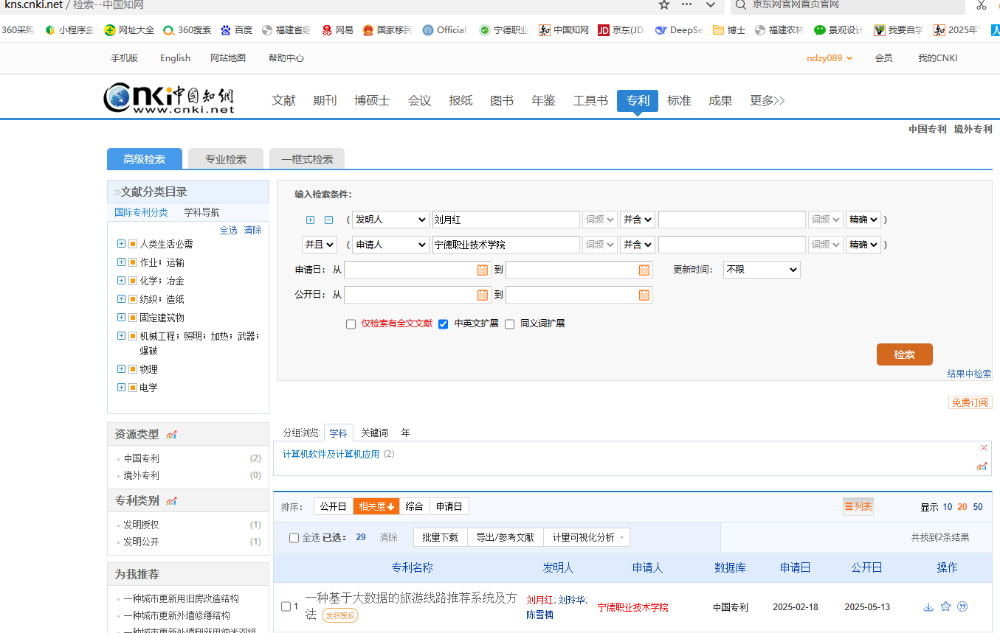 kns.cnki.net / 检索--中国知网
京东网官网首页官网
360采购 小程序盒 网址大全 360搜索 百度 福建省继 网易 国家移民 Official 宁德职业 中国知网 京东(JD. DeepSe 博士 福建农林 景观设计 我要自学 2025年
手机版 English 网站地图 帮助中心 ndzy089 会员 我的CNKI
Cnki中国知网
www.cnki.net
文献 期刊 博硕士 会议 报纸 图书 年鉴 工具书 专利 标准 成果 更多>>
中国专利 境外专利
高级检索 专业检索 一框式检索
文献分类目录
国际专利分类 学科导航
全选 清除
人类生活必需
作业；运输
化学；冶金
纺织；造纸
固定建筑物
机械工程；照明；加热；武器；
爆破
物理
电学
输入检索条件：
( 发明人 刘月红 词频 并含 词频 精确 )
并且 ( 申请人 宁德职业技术学院 词频 并含 词频 精确 )
申请日： 从 到 更新时间： 不限
公开日： 从 到
仅检索有全文文献 中英文扩展 同义词扩展
检索
结果中检索
免费订阅
资源类型
中国专利 (2)
境外专利 (0)
专利类别
发明授权 (1)
发明公开 (1)
为我推荐
一种城市更新用旧房改造结构
一种城市更新外墙修缮结构
一种城市更新外墙翻新用纳米双组
分组浏览: 学科 关键词 年
计算机软件及计算机应用 (2)
排序： 公开日 相关度 综合 申请日 列表 显示 10 20 50
全选 已选： 29 清除 批量下载 导出/参考文献 计量可视化分析 共找到2条结果
专利名称 发明人 申请人 数据库 申请日 公开日 操作
1 一种基于大数据的旅游线路推荐系统及方
法 发明授权
刘月红; 刘玲华;
陈雪楠
宁德职业技术学院 中国专利 2025-02-18 2025-05-13